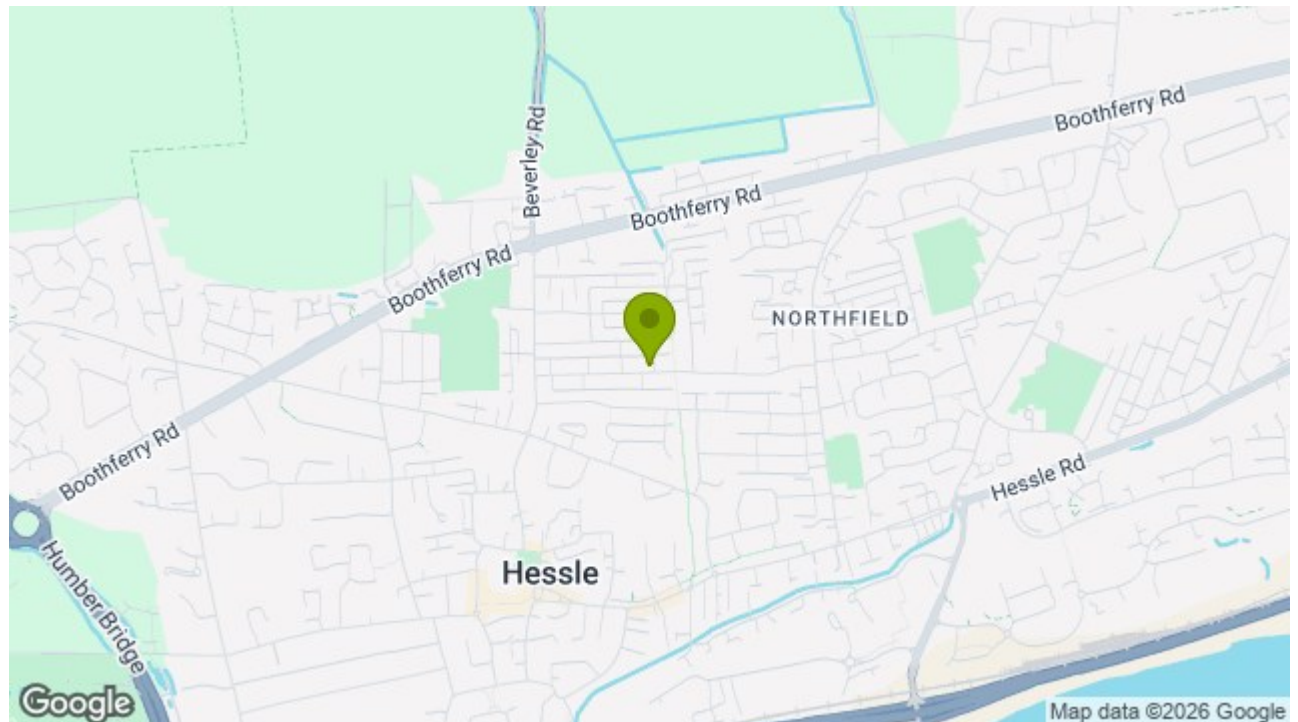 Boothferry Rd
Beverley Rd
Boothferry Rd
Boothferry Rd
NORTHFIELD
Boothferry Rd
Hessle Rd
Hessle
Humber Bridge
Google
Map data ©2026 Google